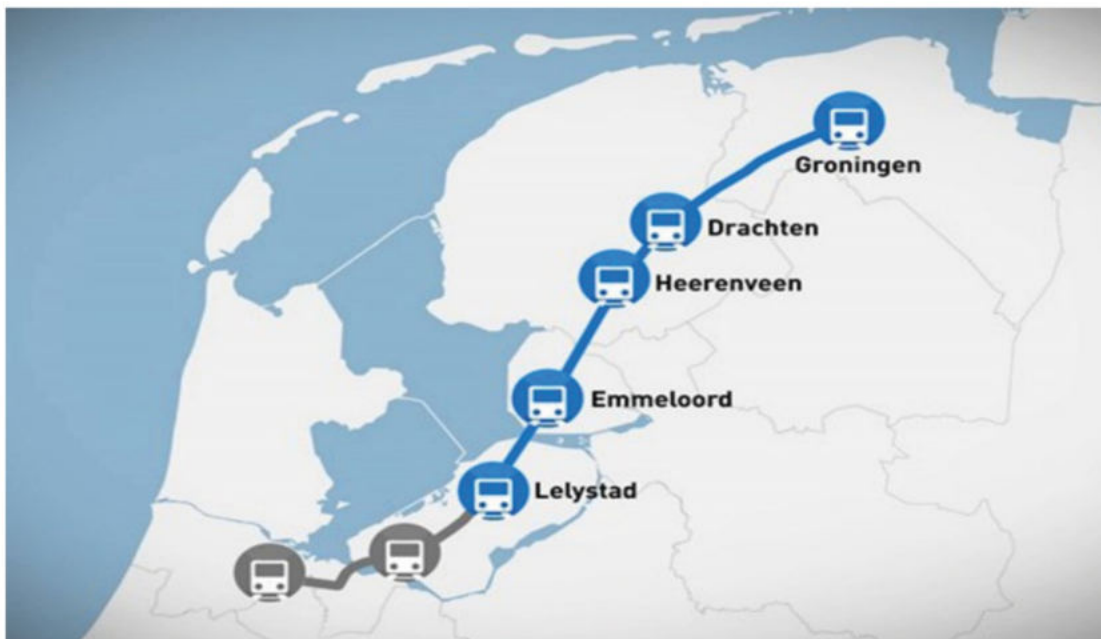 Groningen
Drachten
Heerenveen
Emmeloord
Lelystad